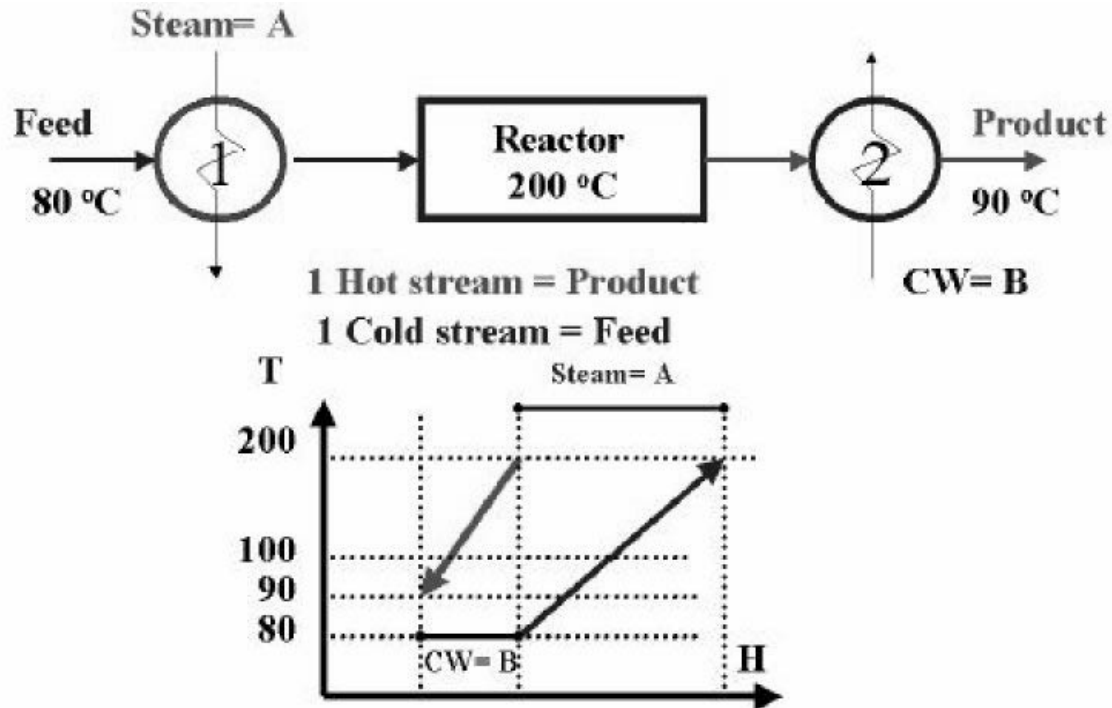 Steam= A
Feed
1
Reactor
200 °C
2
Product
80 °C
90 °C
CW= B
1 Hot stream = Product
1 Cold stream = Feed
T
Steam= A
200
100
90
80
CW= B
H